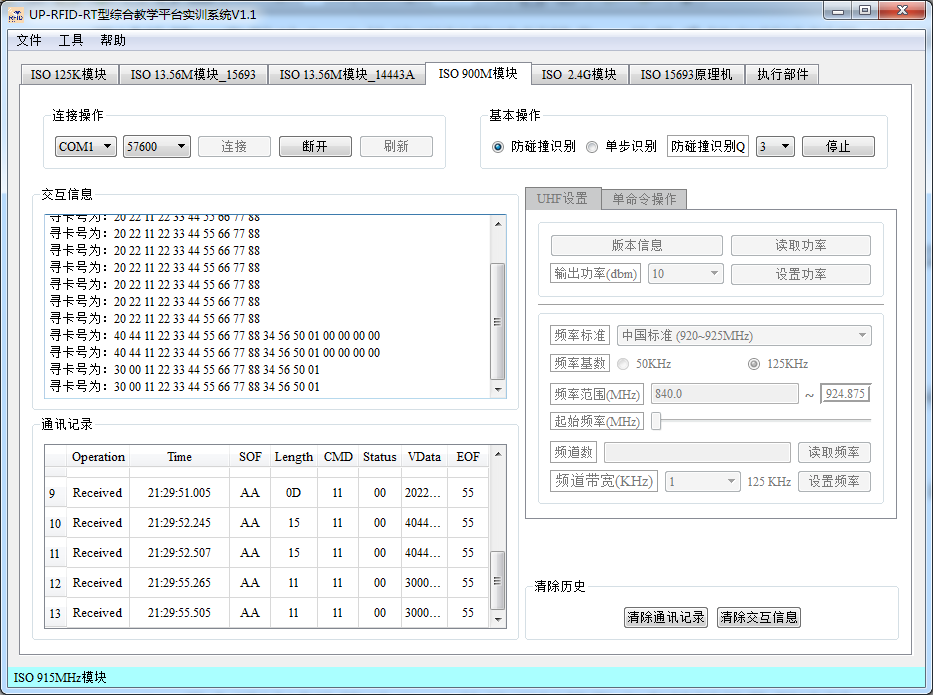 UP-RFID-RT型综合教学平台实训系统V1.1
文件 工具 帮助
ISO 125K模块 ISO 13.56M模块_15693 ISO 13.56M模块_14443A ISO 900M模块 ISO 2.4G模块 ISO 15693原理机 执行部件
连接操作
COM1 57600 连接 断开 刷新
基本操作
防碰撞识别 单步识别 防碰撞识别Q 3 停止
交互信息
寻卡号为：20 22 11 22 33 44 55 66 77 88
寻卡号为：20 22 11 22 33 44 55 66 77 88
寻卡号为：20 22 11 22 33 44 55 66 77 88
寻卡号为：20 22 11 22 33 44 55 66 77 88
寻卡号为：20 22 11 22 33 44 55 66 77 88
寻卡号为：20 22 11 22 33 44 55 66 77 88
寻卡号为：20 22 11 22 33 44 55 66 77 88
寻卡号为：40 44 11 22 33 44 55 66 77 88 34 56 50 01 00 00 00 00
寻卡号为：40 44 11 22 33 44 55 66 77 88 34 56 50 01 00 00 00 00
寻卡号为：30 00 11 22 33 44 55 66 77 88 34 56 50 01
寻卡号为：30 00 11 22 33 44 55 66 77 88 34 56 50 01
通讯记录
Operation Time SOF Length CMD Status VData EOF
9 Received 21:29:51.005 AA 0D 11 00 2022... 55
10 Received 21:29:52.245 AA 15 11 00 4044... 55
11 Received 21:29:52.507 AA 15 11 00 4044... 55
12 Received 21:29:55.265 AA 11 11 00 3000... 55
13 Received 21:29:55.505 AA 11 11 00 3000... 55
UHF设置 单命令操作
版本信息 读取功率
输出功率(dbm) 10 设置功率
频率标准 中国标准 (920~925MHz)
频率基数 50KHz 125KHz
频率范围(MHz) 840.0 ~ 924.875
起始频率(MHz)
频道数 读取频率
频道带宽(KHz) 1 125 KHz 设置频率
清除历史
清除通讯记录 清除交互信息
ISO 915MHz模块